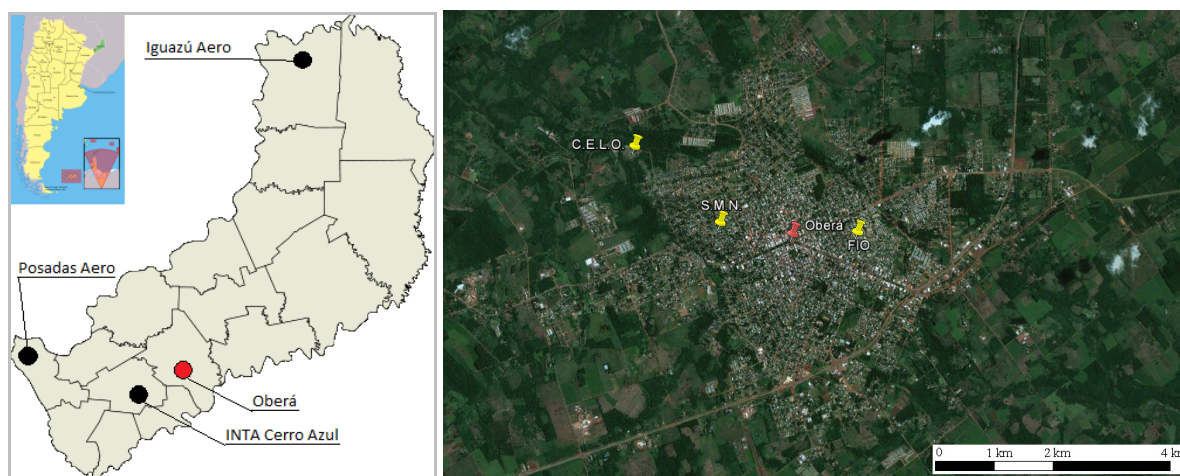 Iguazú Aero
Posadas Aero
Oberá
INTA Cerro Azul
C.E.L.O.
S.M.N.
Oberá
FIO
0 1 km 2 km 4 km